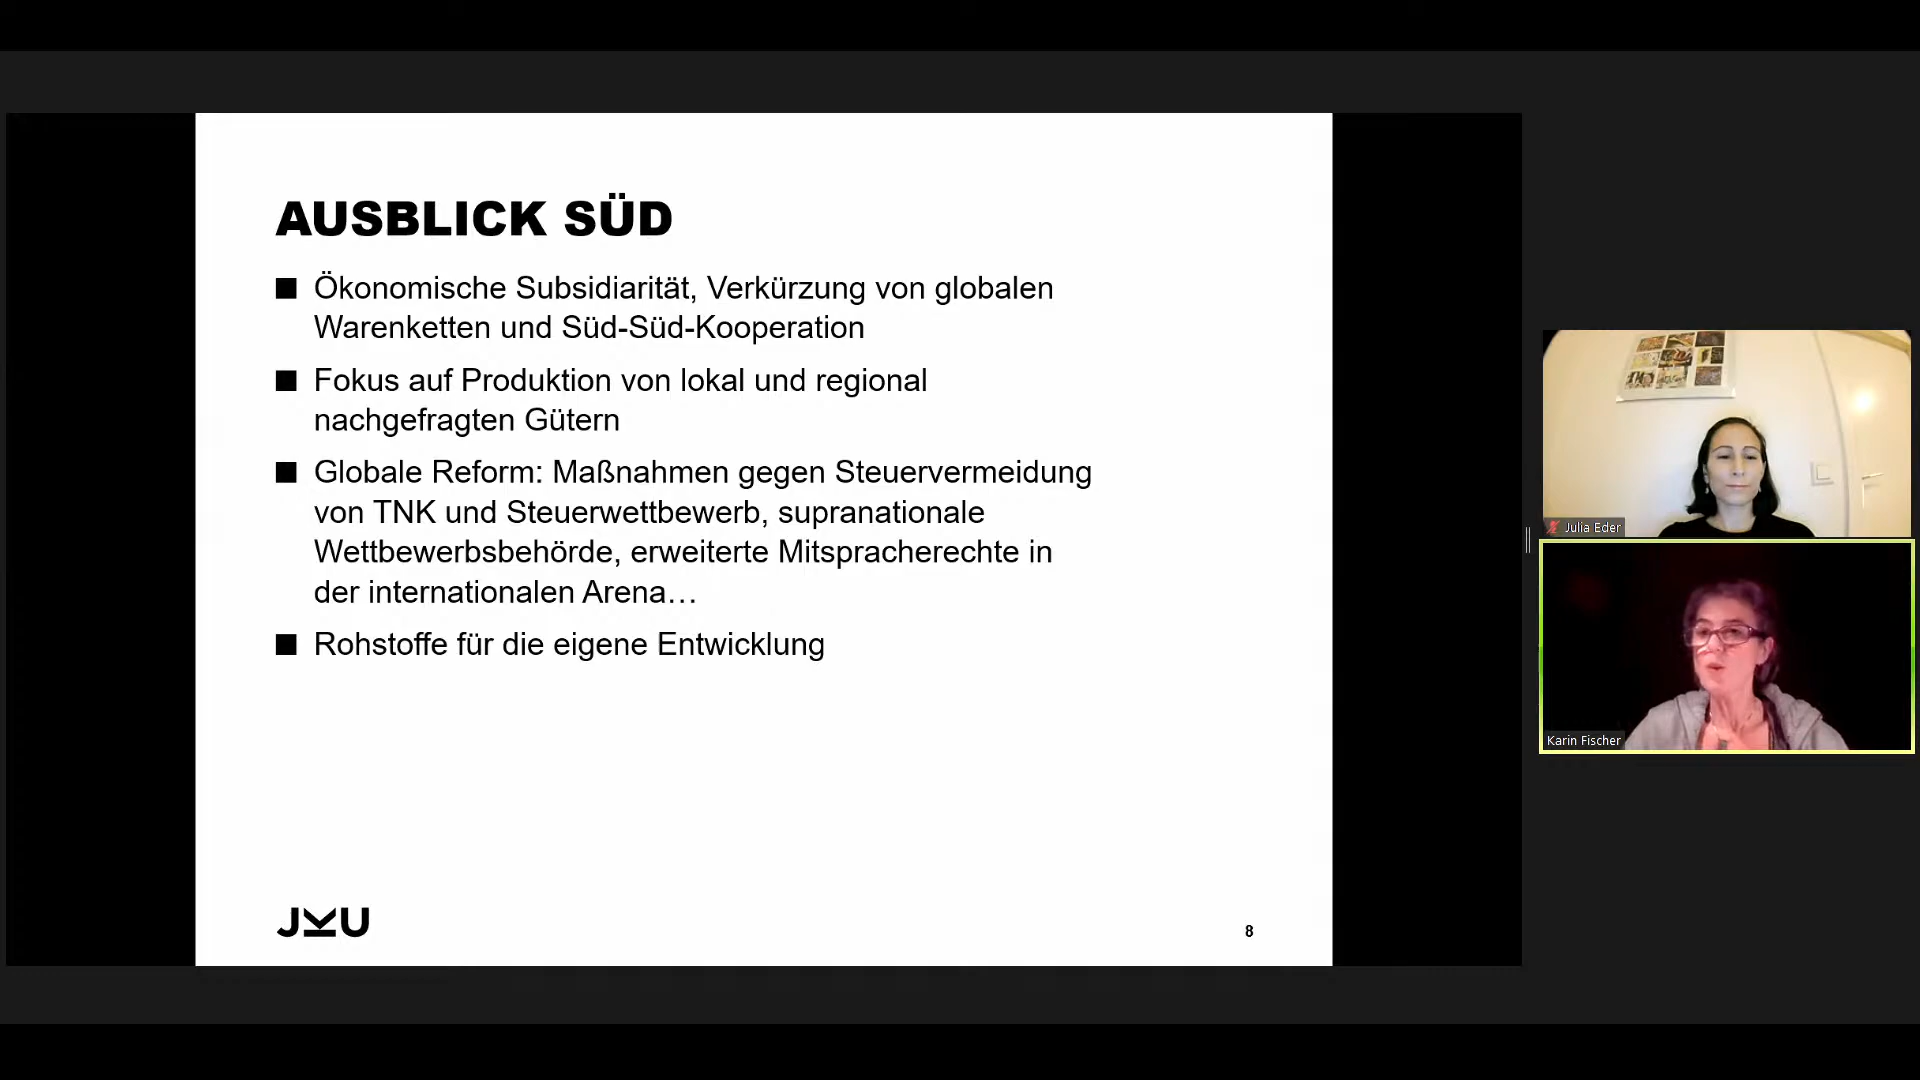 AUSBLICK SÜD
■ Ökonomische Subsidiarität, Verkürzung von globalen
Warenketten und Süd-Süd-Kooperation
■ Fokus auf Produktion von lokal und regional
nachgefragten Gütern
■ Globale Reform: Maßnahmen gegen Steuervermeidung
von TNK und Steuerwettbewerb, supranationale
Wettbewerbsbehörde, erweiterte Mitspracherechte in
der internationalen Arena…
■ Rohstoffe für die eigene Entwicklung
JKU
8
Julia Eder
Karin Fischer